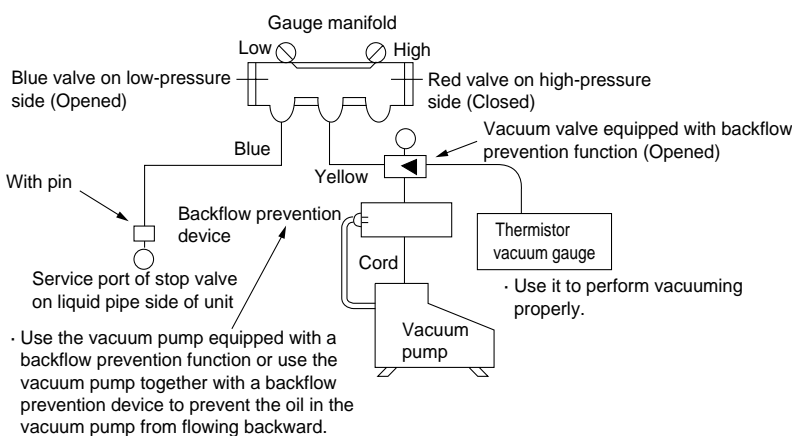 Gauge manifold
Low
High
Blue valve on low-pressure
side (Opened)
Red valve on high-pressure
side (Closed)
Blue
Yellow
Vacuum valve equipped with backflow
prevention function (Opened)
With pin
Backflow prevention
device
Service port of stop valve
on liquid pipe side of unit
Cord
Thermistor
vacuum gauge
· Use it to perform vacuuming
properly.
Vacuum
pump
· Use the vacuum pump equipped with a
backflow prevention function or use the
vacuum pump together with a backflow
prevention device to prevent the oil in the
vacuum pump from flowing backward.